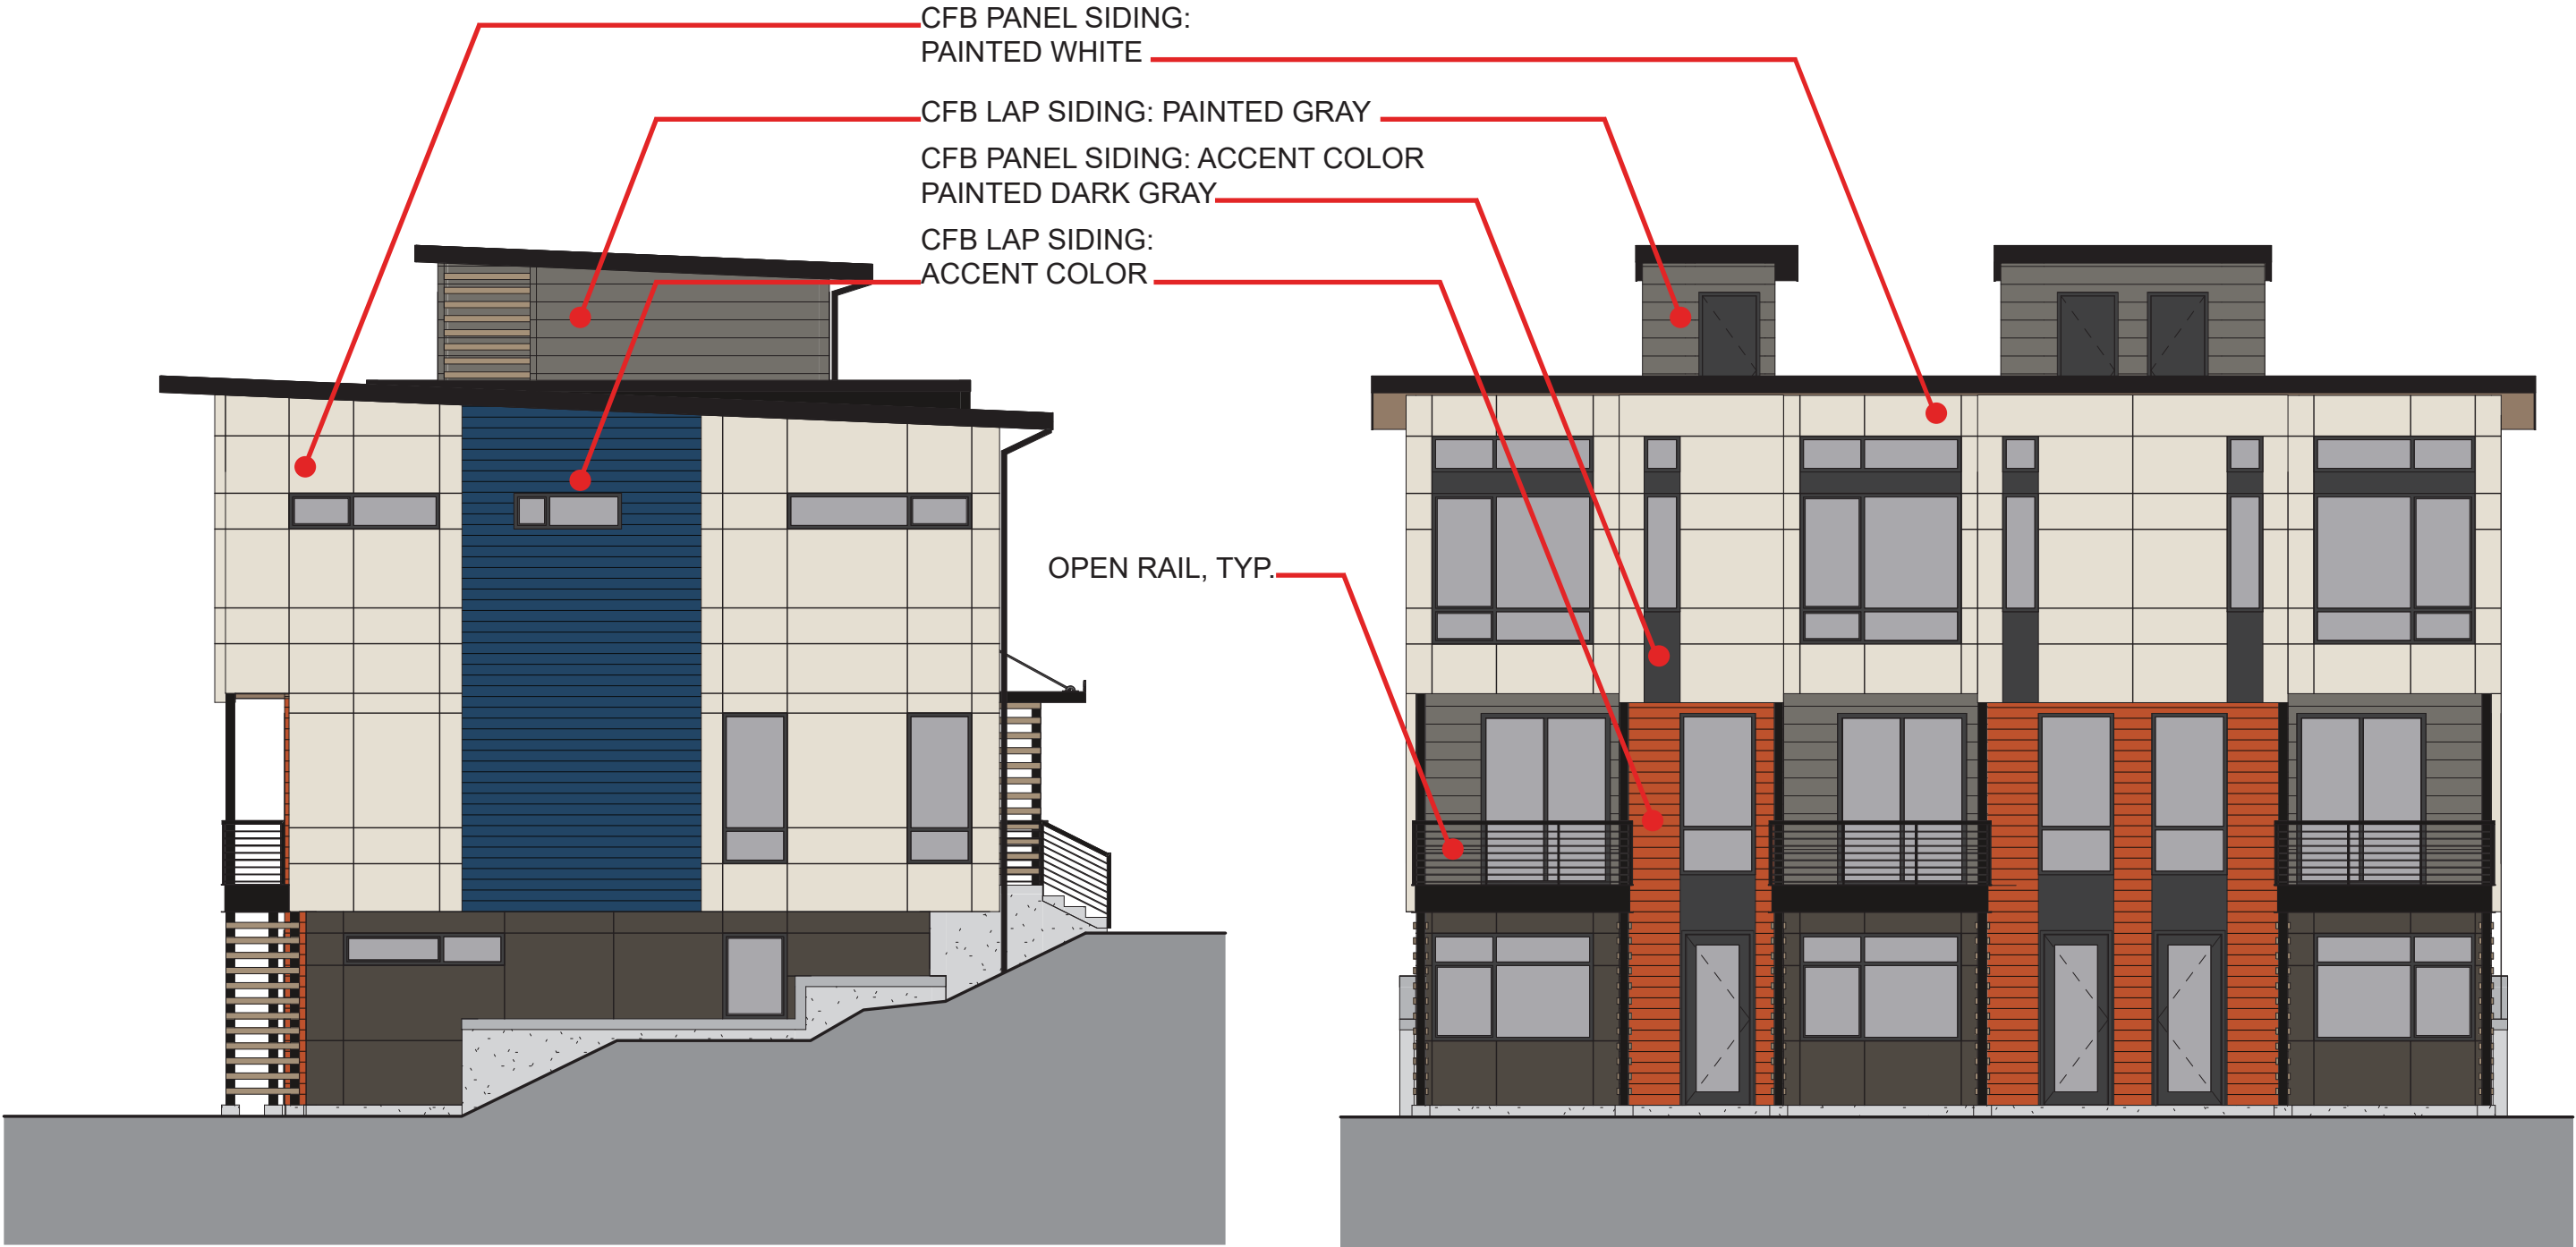 CFB PANEL SIDING:
PAINTED WHITE
CFB LAP SIDING: PAINTED GRAY
CFB PANEL SIDING: ACCENT COLOR
PAINTED DARK GRAY
CFB LAP SIDING:
ACCENT COLOR
OPEN RAIL, TYP.